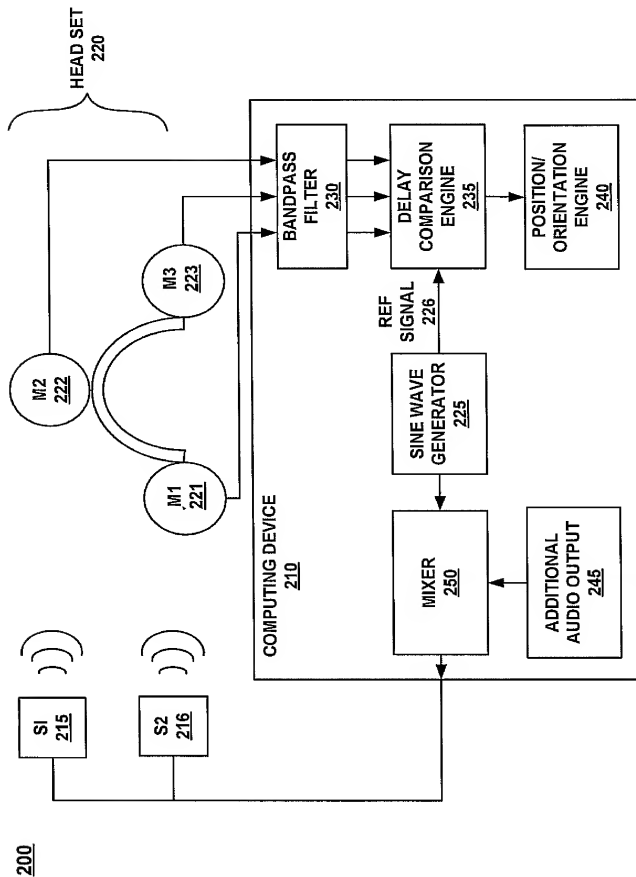 200
HEAD SET
220
M2
222
M3
223
M1
221
S1
215
S2
216
COMPUTING DEVICE
210
BANDPASS
FILTER
230
DELAY
COMPARISON
ENGINE
235
POSITION/
ORIENTATION
ENGINE
240
REF
SIGNAL
226
SINE WAVE
GENERATOR
225
MIXER
250
ADDITIONAL
AUDIO OUTPUT
245